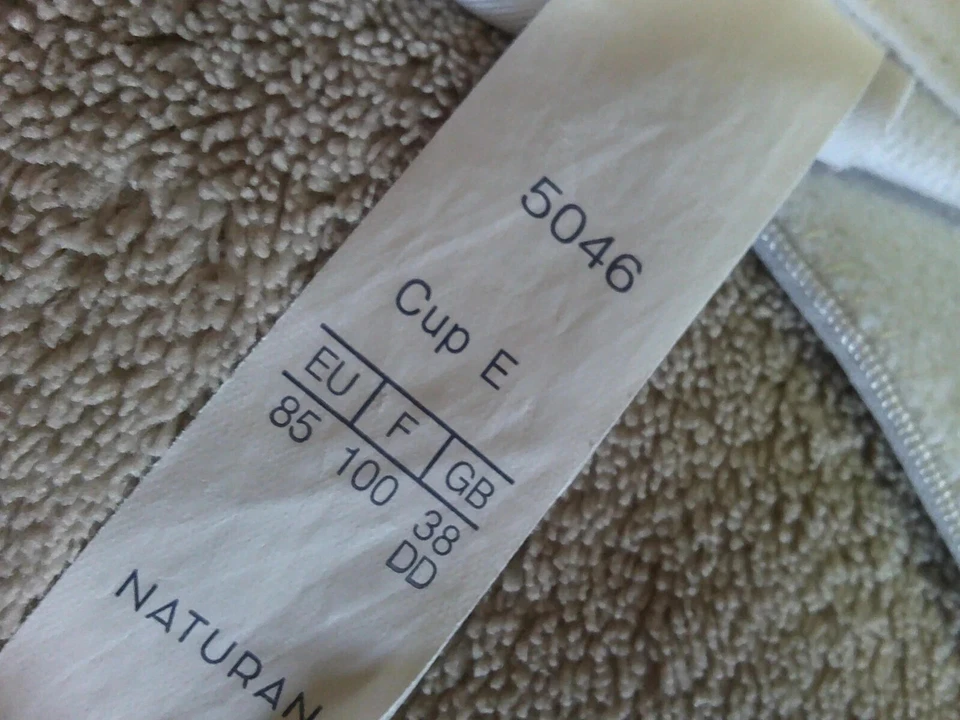 5046
Cup E
EU F GB
85 100 38
DD
NATURAN